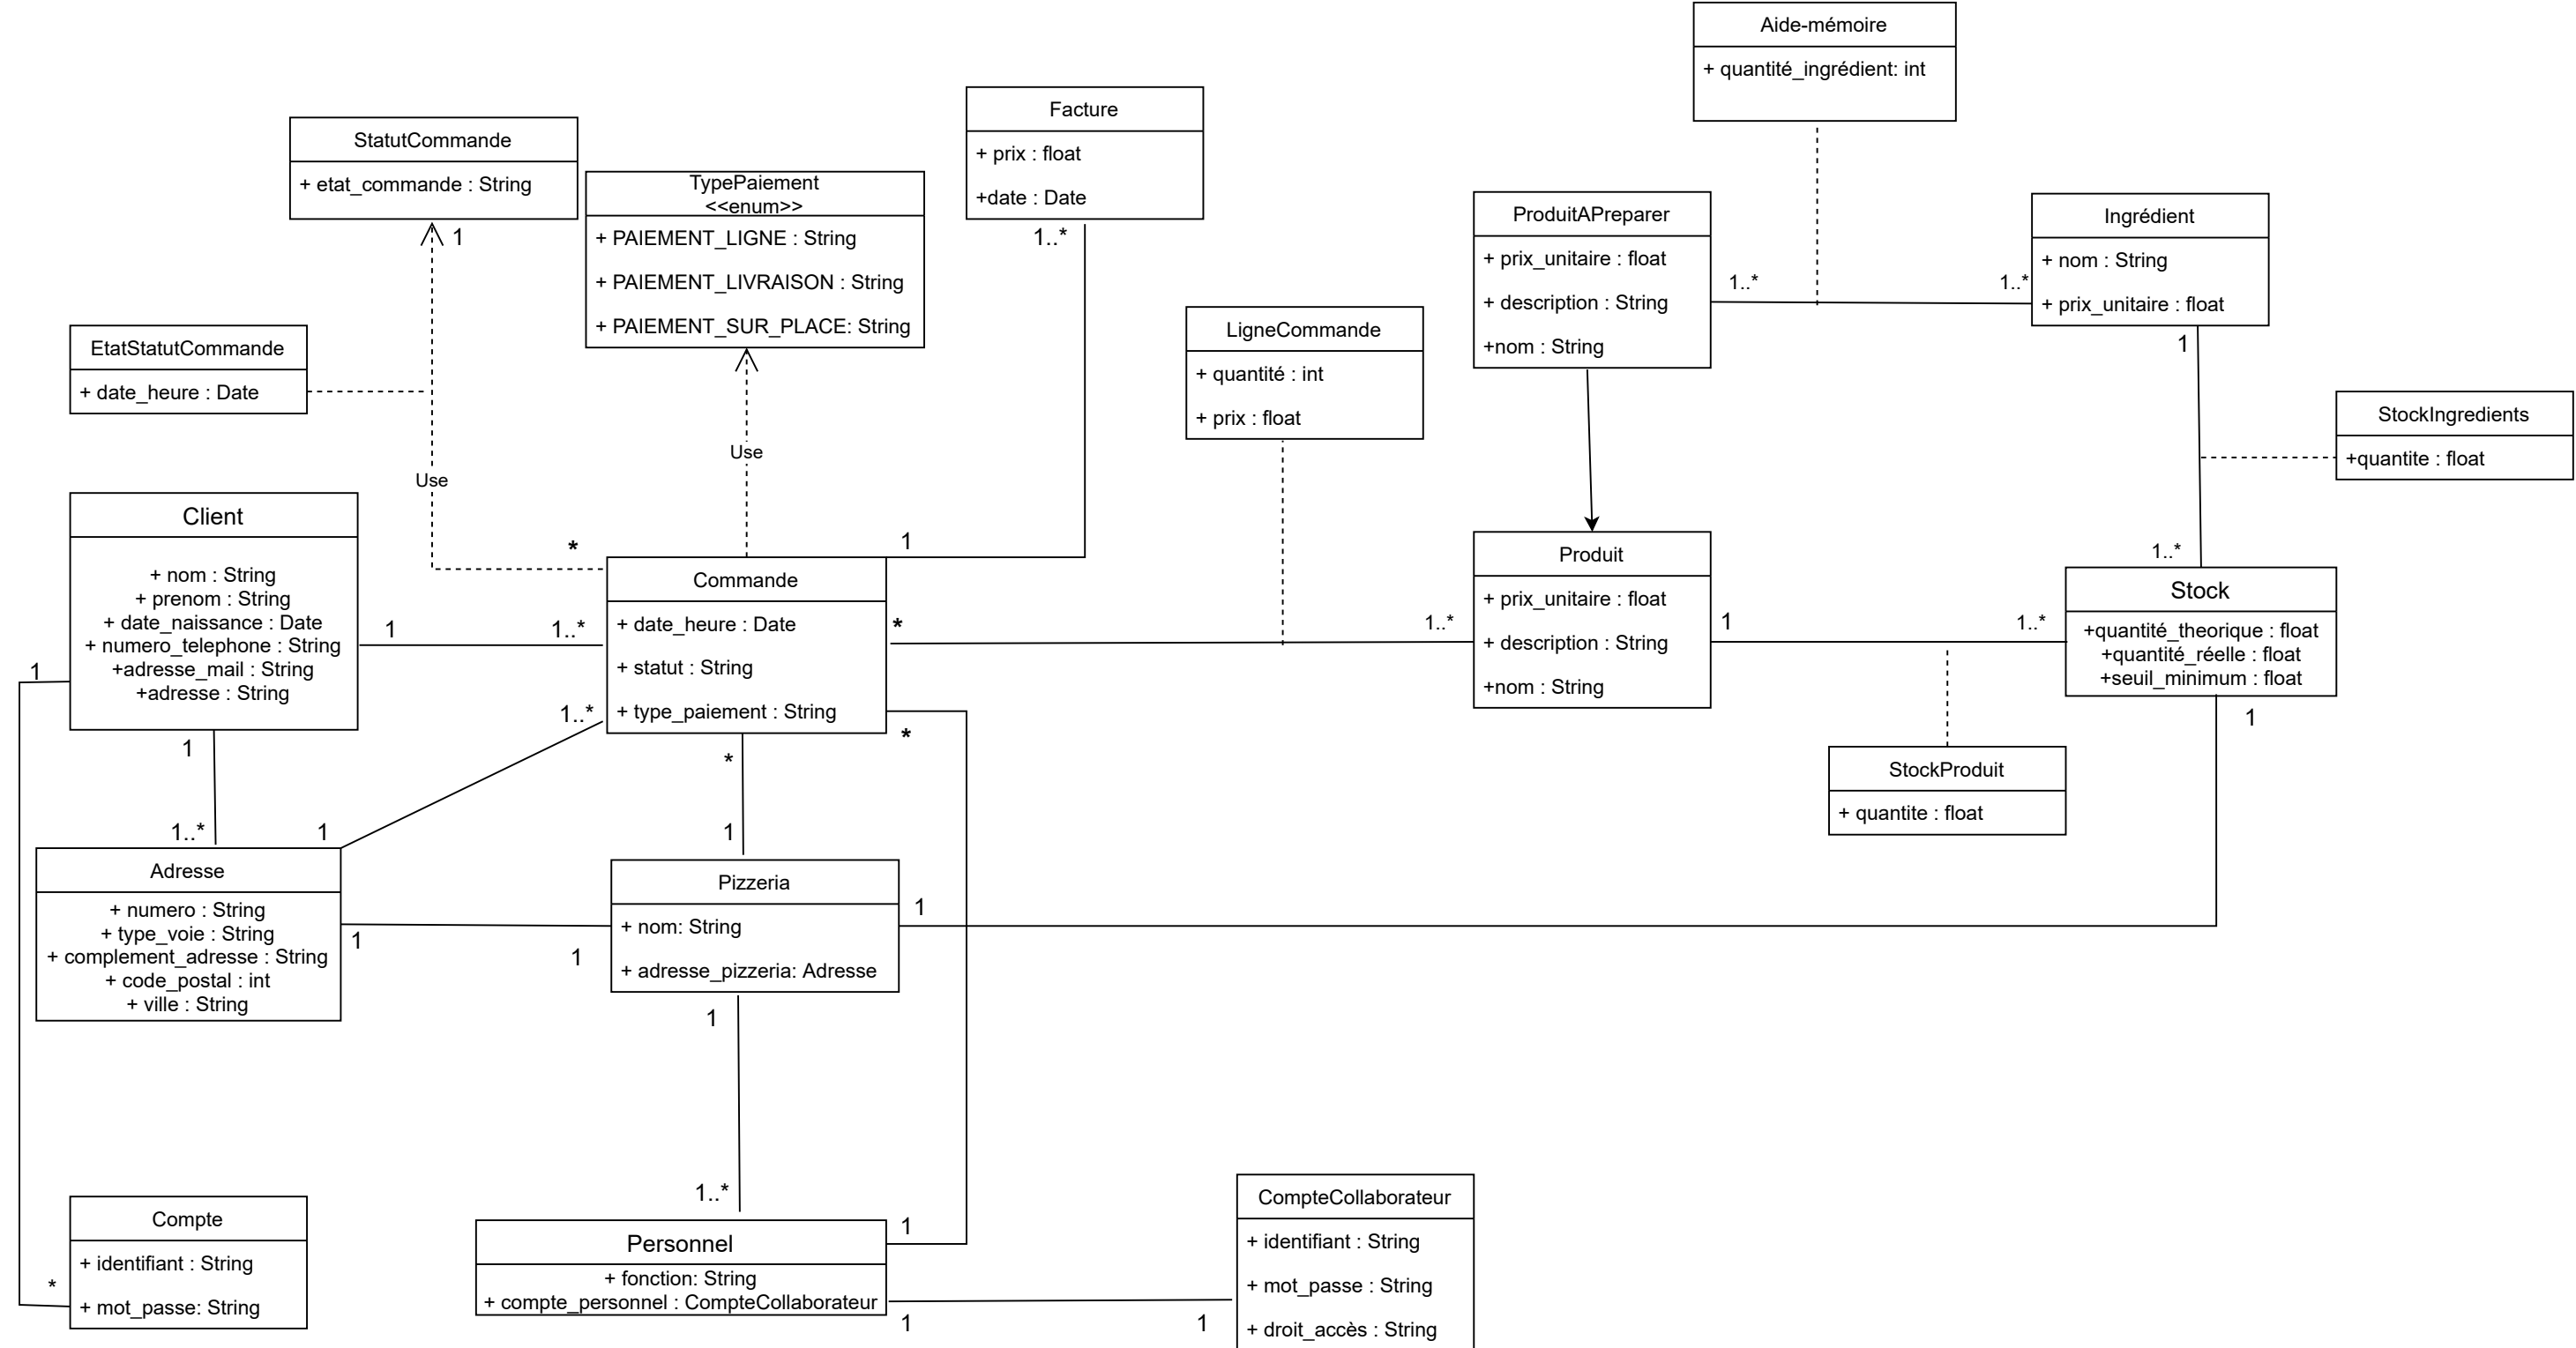 Aide-mémoire
+ quantité_ingrédient: int
Facture
+ prix : float
+date : Date
StatutCommande
+ etat_commande : String
1
TypePaiement
<<enum>>
+ PAIEMENT_LIGNE : String
+ PAIEMENT_LIVRAISON : String
+ PAIEMENT_SUR_PLACE: String
1..*
ProduitAPreparer
+ prix_unitaire : float
+ description : String
+nom : String
1..*
1..*
Ingrédient
+ nom : String
+ prix_unitaire : float
1
EtatStatutCommande
+ date_heure : Date
LigneCommande
+ quantité : int
+ prix : float
StockIngredients
+quantite : float
Use
Use
Client
+ nom : String
+ prenom : String
+ date_naissance : Date
+ numero_telephone : String
+adresse_mail : String
+adresse : String
*
1
Commande
+ date_heure : Date
+ statut : String
+ type_paiement : String
1
1..*
*
1..*
Produit
+ prix_unitaire : float
+ description : String
+nom : String
1
1..*
1..*
Stock
+quantité_theorique : float
+quantité_réelle : float
+seuil_minimum : float
1
1
1
1..*
*
*
StockProduit
+ quantite : float
1..*
1
1
Adresse
+ numero : String
+ type_voie : String
+ complement_adresse : String
+ code_postal : int
+ ville : String
1
1
Pizzeria
+ nom: String
+ adresse_pizzeria: Adresse
1
1
1..*
Compte
+ identifiant : String
+ mot_passe: String
*
Personnel
+ fonction: String
+ compte_personnel : CompteCollaborateur
1
1
1
CompteCollaborateur
+ identifiant : String
+ mot_passe : String
+ droit_accès : String